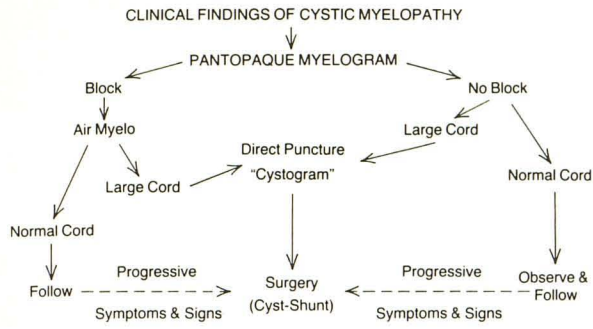 CLINICAL FINDINGS OF CYSTIC MYELOPATHY
PANTOPAQUE MYELOGRAM
Block
No Block
Air Myelo
Large Cord
Direct Puncture
"Cystogram"
Large Cord
Normal Cord
Normal Cord
Progressive
Progressive
Follow
Surgery
(Cyst-Shunt)
Observe &
Follow
Symptoms & Signs
Symptoms & Signs